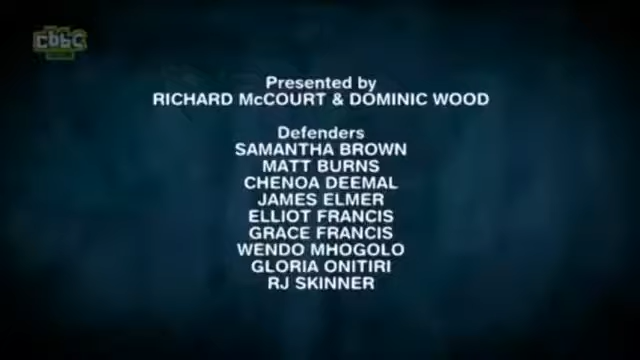 cbbc
Presented by
RICHARD McCOURT & DOMINIC WOOD
Defenders
SAMANTHA BROWN
MATT BURNS
CHENOA DEEMAL
JAMES ELMER
ELLIOT FRANCIS
GRACE FRANCIS
WENDO MHOGOLO
GLORIA ONITIRI
RJ SKINNER